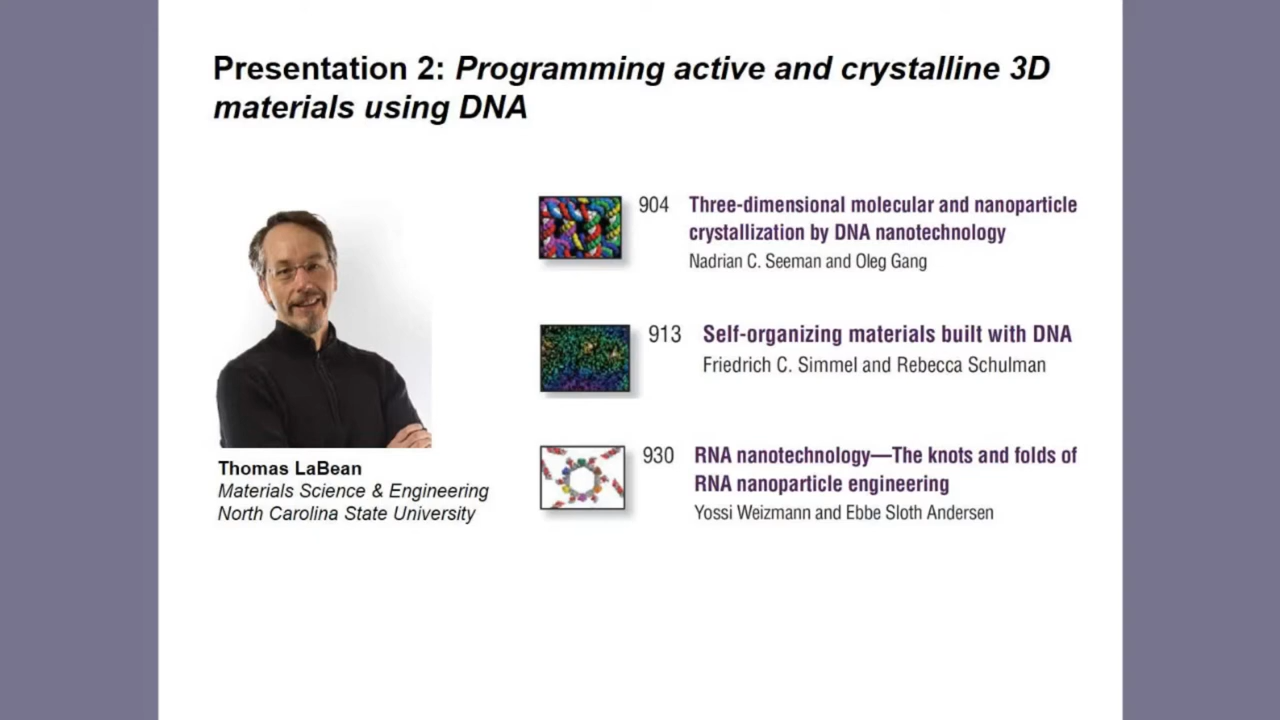 Presentation 2: Programming active and crystalline 3D
materials using DNA
904 Three-dimensional molecular and nanoparticle
crystallization by DNA nanotechnology
Nadrian C. Seeman and Oleg Gang
913 Self-organizing materials built with DNA
Friedrich C. Simmel and Rebecca Schulman
930 RNA nanotechnology—The knots and folds of
RNA nanoparticle engineering
Yossi Weizmann and Ebbe Sloth Andersen
Thomas LaBean
Materials Science & Engineering
North Carolina State University